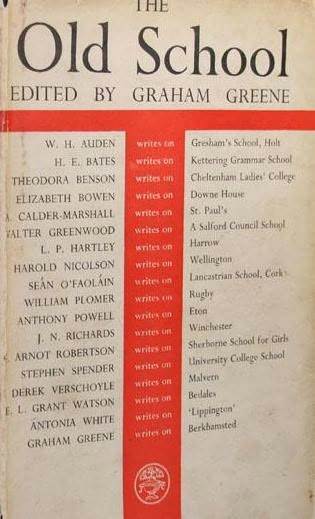 THE
Old School
EDITED BY GRAHAM GREENE
W. H. AUDEN writes on Gresham's School, Holt
H. E. BATES writes on Kettering Grammar School
THEODORA BENSON writes on Cheltenham Ladies' College
ELIZABETH BOWEN writes on Downe House
A. CALDER-MARSHALL writes on St. Paul's
WALTER GREENWOOD writes on A Salford Council School
L. P. HARTLEY writes on Harrow
HAROLD NICOLSON writes on Wellington
SEÁN O'FAOLÁIN writes on Lancastrian School, Cork
WILLIAM PLOMER writes on Rugby
ANTHONY POWELL writes on Eton
J. N. RICHARDS writes on Winchester
ARNOT ROBERTSON writes on Sherborne School for Girls
STEPHEN SPENDER writes on University College School
DEREK VERSCHOYLE writes on Malvern
E. L. GRANT WATSON writes on Bedales
ANTONIA WHITE writes on 'Lippington'
GRAHAM GREENE writes on Berkhamsted